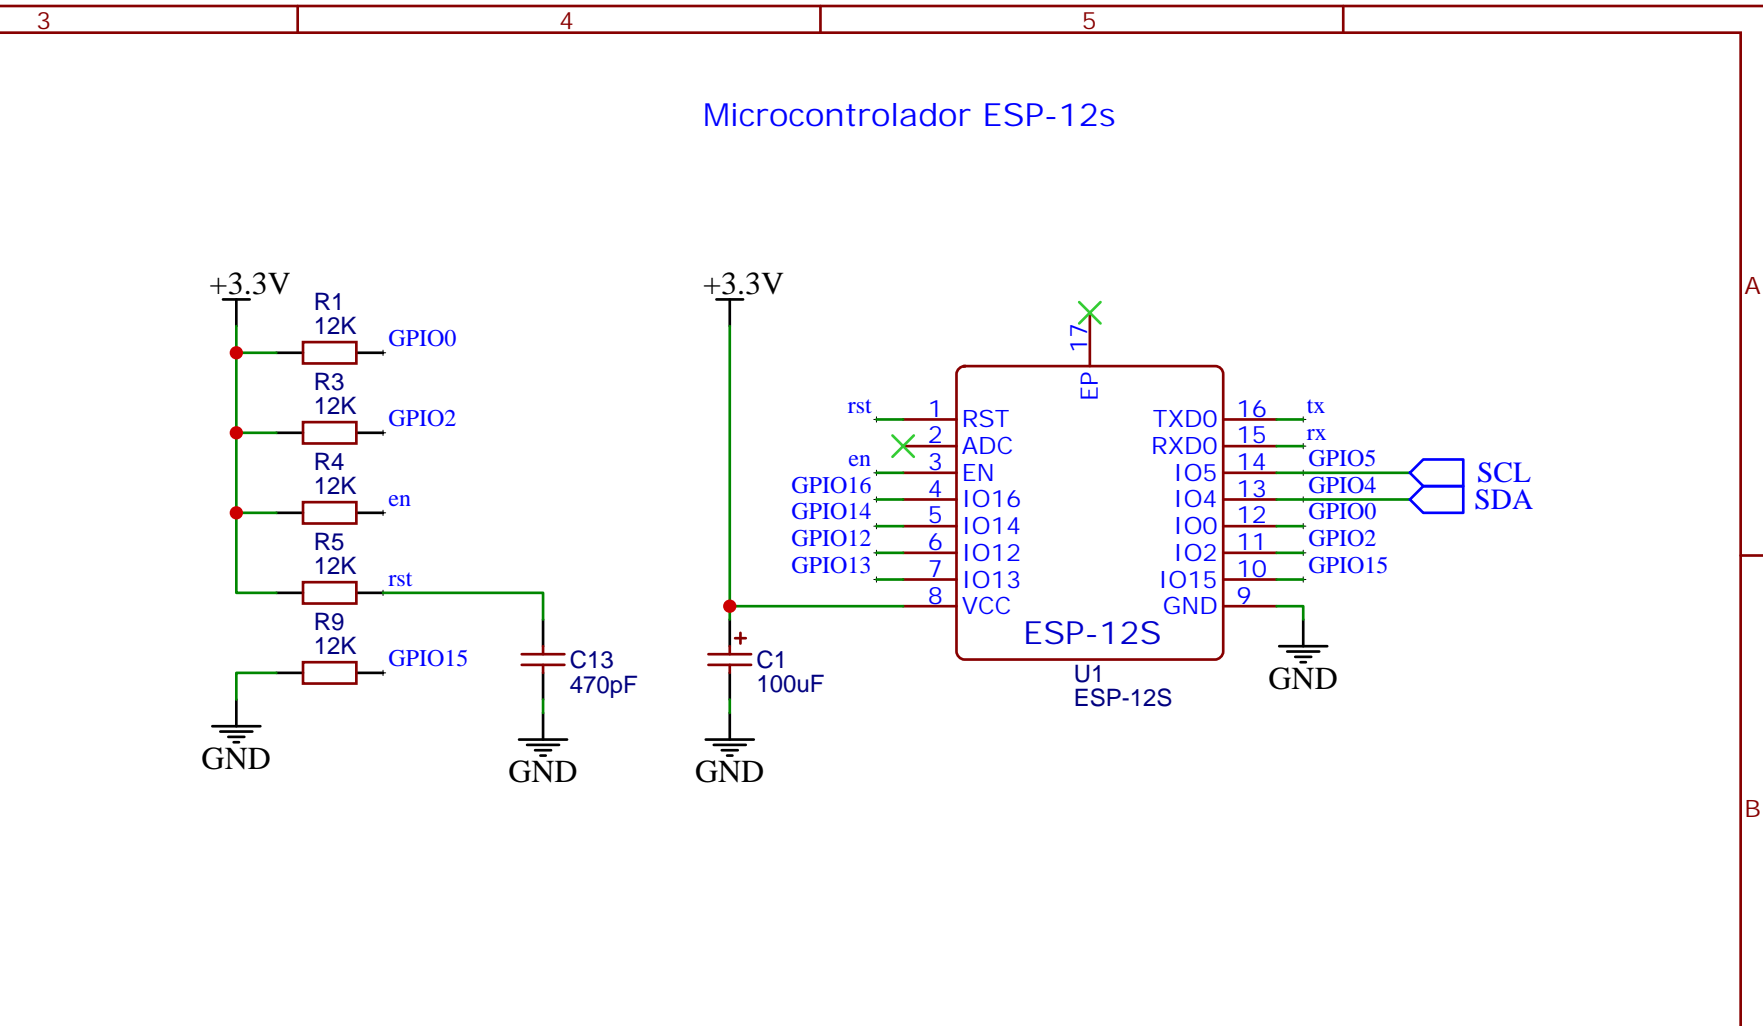 3
4
5
A
B
Microcontrolador ESP-12s
+3.3V
R1
12K
GPIO0
R3
12K
GPIO2
R4
12K
en
R5
12K
rst
R9
12K
GPIO15
GND
C13
470pF
GND
+3.3V
C1
100uF
GND
17
EP
rst
1
RST
2
ADC
en
3
EN
GPIO16
4
IO16
GPIO14
5
IO14
GPIO12
6
IO12
GPIO13
7
IO13
8
VCC
TXD0
16
tx
RXD0
15
rx
IO5
14
GPIO5
SCL
IO4
13
GPIO4
SDA
IO0
12
GPIO0
IO2
11
GPIO2
IO15
10
GPIO15
GND
9
ESP-12S
U1
ESP-12S
GND
+